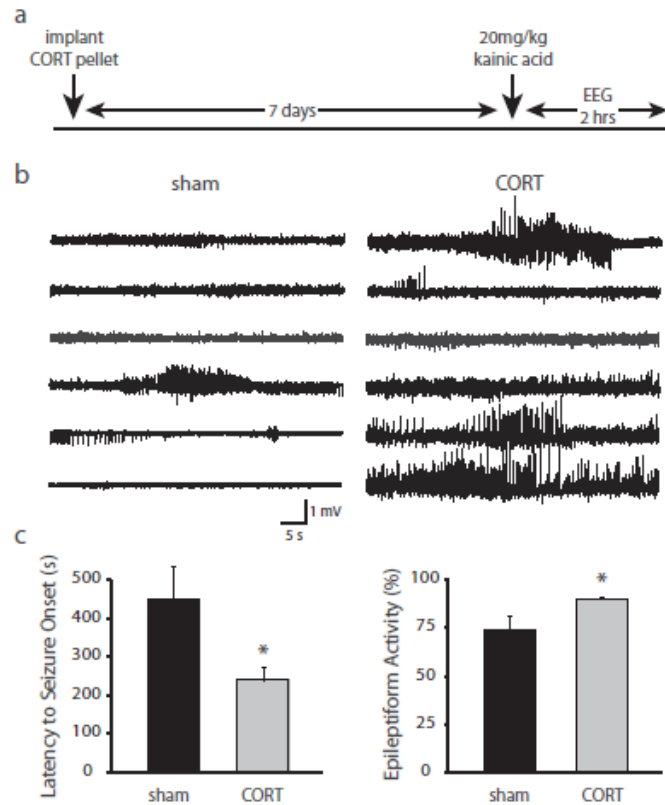 a
implant
CORT pellet
20mg/kg
kainic acid
7 days
EEG
2 hrs
b
sham
CORT
1 mV
5 s
c
Latency to Seizure Onset (s)
500
400
300
200
100
0
*
sham
CORT
Epileptiform Activity (%)
100
75
50
25
0
*
sham
CORT